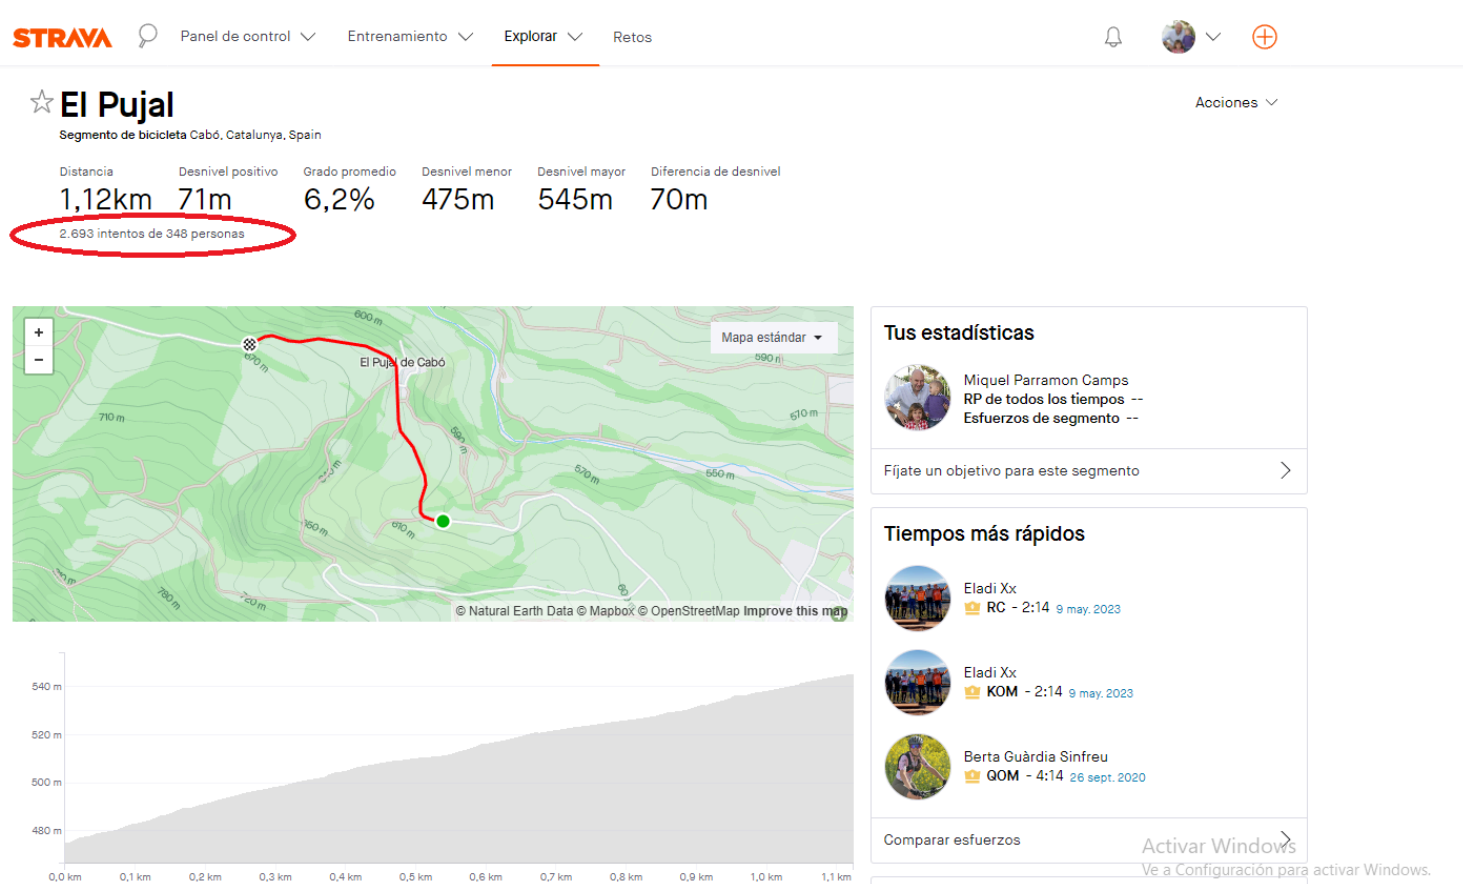 STRAVA
Panel de control
Entrenamiento
Explorar
Retos
El Pujal
Acciones
Segmento de bicicleta Cabó, Catalunya, Spain
Distancia
1,12km
Desnivel positivo
71m
Grado promedio
6,2%
Desnivel menor
475m
Desnivel mayor
545m
Diferencia de desnivel
70m
2.693 intentos de 348 personas
+
−
Mapa estándar
600 m
El Pujal de Cabó
670 m
710 m
590 m
570 m
550 m
610 m
780 m
720 m
© Natural Earth Data © Mapbox © OpenStreetMap Improve this map
540 m
520 m
500 m
480 m
0,0 km
0,1 km
0,2 km
0,3 km
0,4 km
0,5 km
0,6 km
0,7 km
0,8 km
0,9 km
1,0 km
1,1 km
Tus estadísticas
Miquel Parramon Camps
RP de todos los tiempos --
Esfuerzos de segmento --
Fíjate un objetivo para este segmento
Tiempos más rápidos
Eladi Xx
RC - 2:14 9 may. 2023
Eladi Xx
KOM - 2:14 9 may. 2023
Berta Guàrdia Sinfreu
QOM - 4:14 26 sept. 2020
Comparar esfuerzos
Activar Windows
Ve a Configuración para activar Windows.